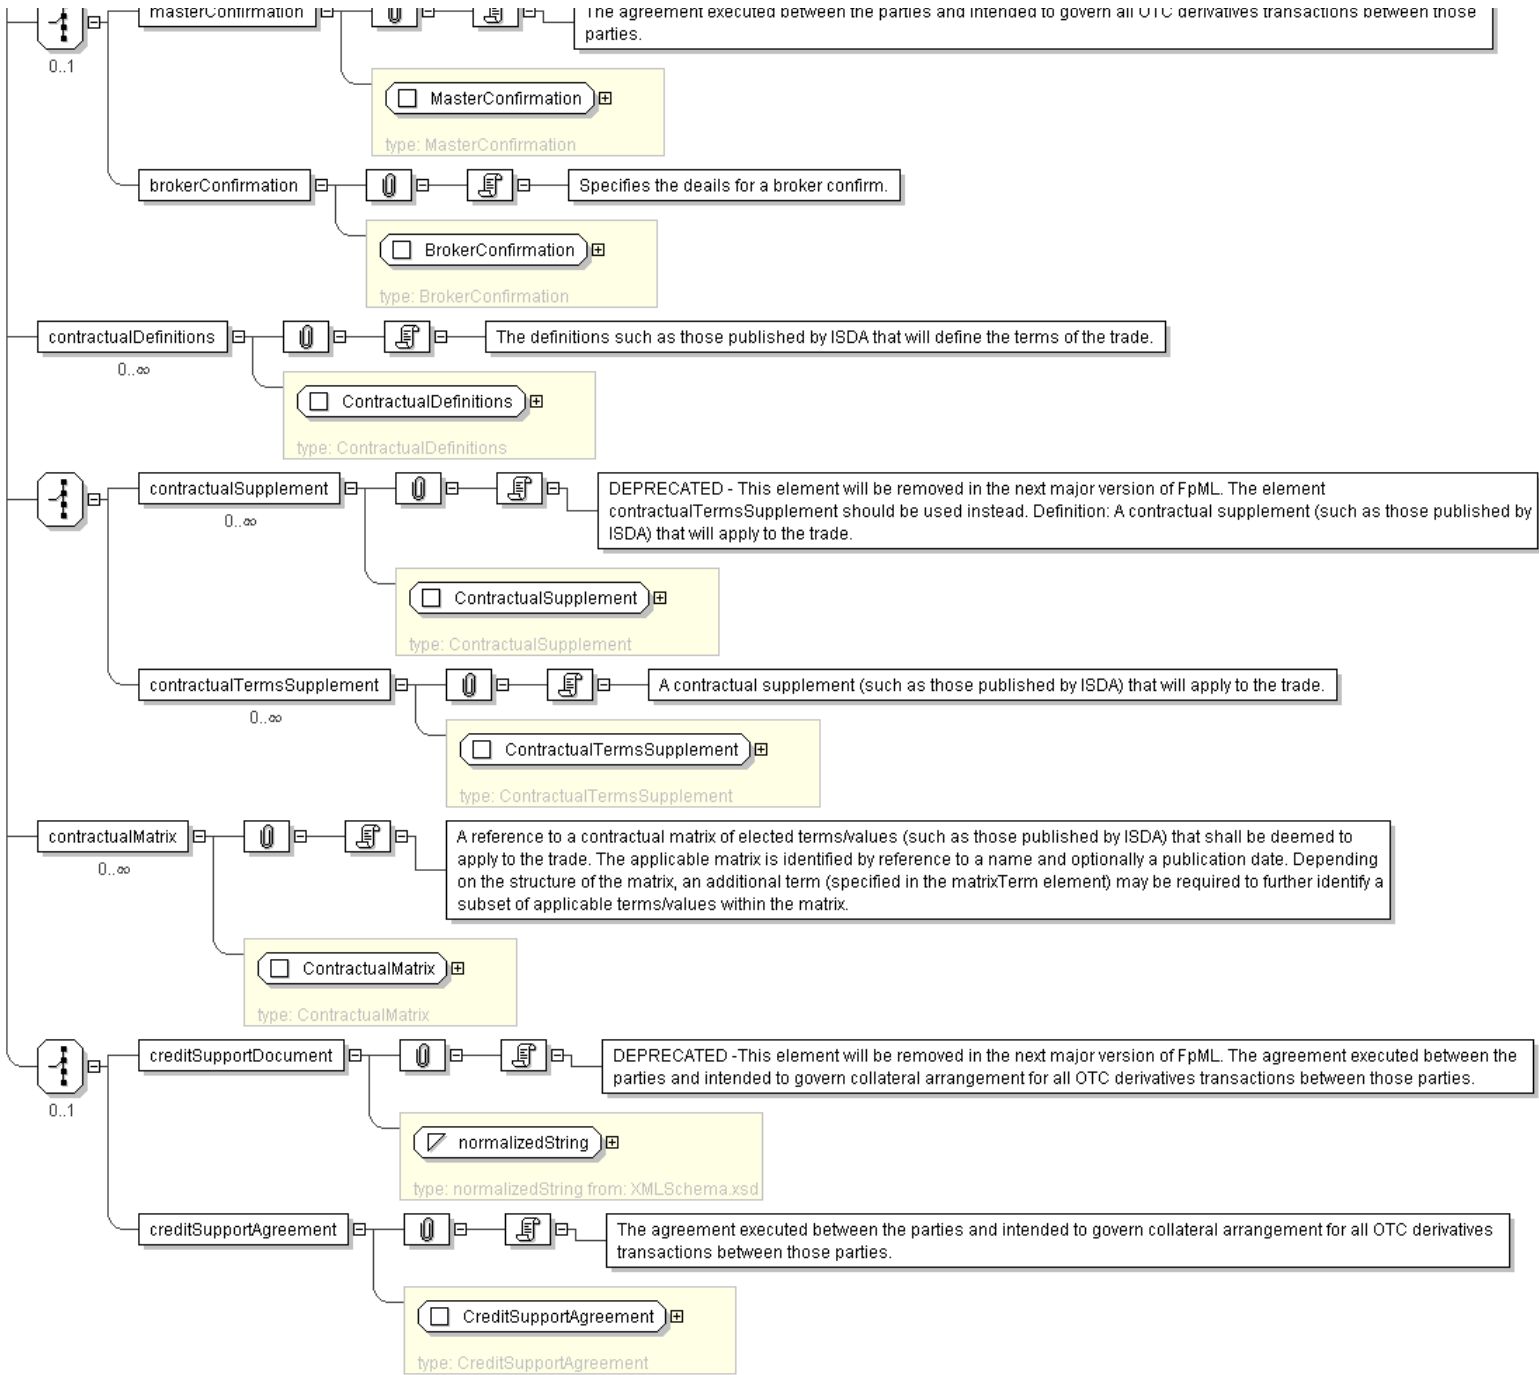 masterConfirmation
The agreement executed between the parties and intended to govern all OTC derivatives transactions between those
parties.
0..1
MasterConfirmation
type: MasterConfirmation
brokerConfirmation
Specifies the deails for a broker confirm.
BrokerConfirmation
type: BrokerConfirmation
contractualDefinitions
The definitions such as those published by ISDA that will define the terms of the trade.
0..∞
ContractualDefinitions
type: ContractualDefinitions
contractualSupplement
0..∞
DEPRECATED - This element will be removed in the next major version of FpML. The element
contractualTermsSupplement should be used instead. Definition: A contractual supplement (such as those published by
ISDA) that will apply to the trade.
ContractualSupplement
type: ContractualSupplement
contractualTermsSupplement
A contractual supplement (such as those published by ISDA) that will apply to the trade.
0..∞
ContractualTermsSupplement
type: ContractualTermsSupplement
contractualMatrix
0..∞
A reference to a contractual matrix of elected terms/values (such as those published by ISDA) that shall be deemed to
apply to the trade. The applicable matrix is identified by reference to a name and optionally a publication date. Depending
on the structure of the matrix, an additional term (specified in the matrixTerm element) may be required to further identify a
subset of applicable terms/values within the matrix.
ContractualMatrix
type: ContractualMatrix
0..1
creditSupportDocument
DEPRECATED -This element will be removed in the next major version of FpML. The agreement executed between the
parties and intended to govern collateral arrangement for all OTC derivatives transactions between those parties.
normalizedString
type: normalizedString from: XMLSchema.xsd
creditSupportAgreement
The agreement executed between the parties and intended to govern collateral arrangement for all OTC derivatives
transactions between those parties.
CreditSupportAgreement
type: CreditSupportAgreement